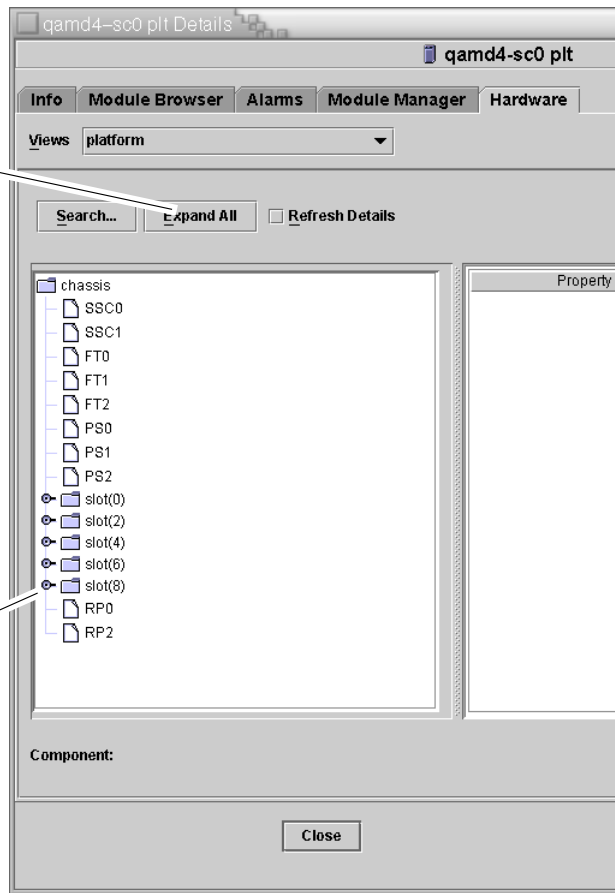 qamd4–sc0 plt Details
qamd4-sc0 plt
Info Module Browser Alarms Module Manager Hardware
Views platform
Search... Expand All Refresh Details
chassis
SSC0
SSC1
FT0
FT1
FT2
PS0
PS1
PS2
slot(0)
slot(2)
slot(4)
slot(6)
slot(8)
RP0
RP2
Property
Component:
Close